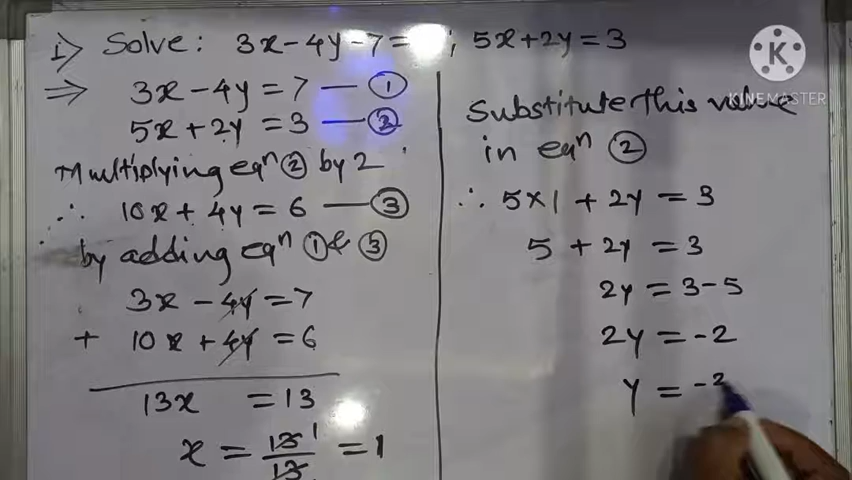 1) Solve: 3x-4y-7= ; 5x+2y=3
⇒ 3x-4y=7 — ①
5x+2y=3 — ②
Multiplying eqⁿ ② by 2
∴ 10x+4y=6 — ③
by adding eqⁿ ① & ③
3x-4y=7
+ 10x+4y=6
13x =13
x = 13/13 1 =1
Substitute this value
in eqⁿ ②
∴ 5×1+2y=3
5+2y=3
2y=3-5
2y=-2
y=-2
K
KINEMASTER